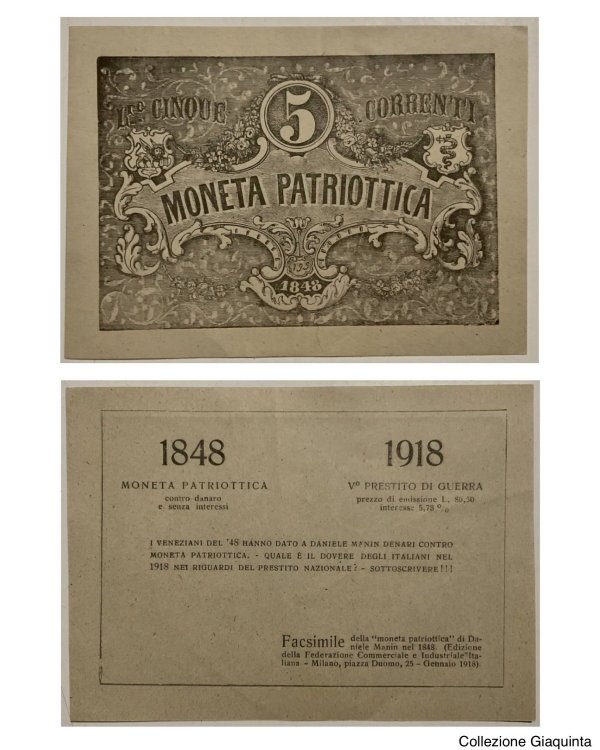 L.re CINQUE 5 CORRENTI
MONETA PATRIOTTICA
1848
1848
MONETA PATRIOTTICA
contro danaro
e senza interessi
1918
Vº PRESTITO DI GUERRA
prezzo di emissione L. 86,50
interesse 5,78 %
I VENEZIANI DEL '48 HANNO DATO A DANIELE MANIN DENARI CONTRO
MONETA PATRIOTTICA. - QUALE È IL DOVERE DEGLI ITALIANI NEL
1918 NEI RIGUARDI DEL PRESTITO NAZIONALE? - SOTTOSCRIVERE!!!
Facsimile della "moneta patriottica" di Da-
niele Manin nel 1848. (Edizione
della Federazione Commerciale e Industriale Ita-
liana - Milano, piazza Duomo, 25 - Gennaio 1918)
Collezione Giaquinta